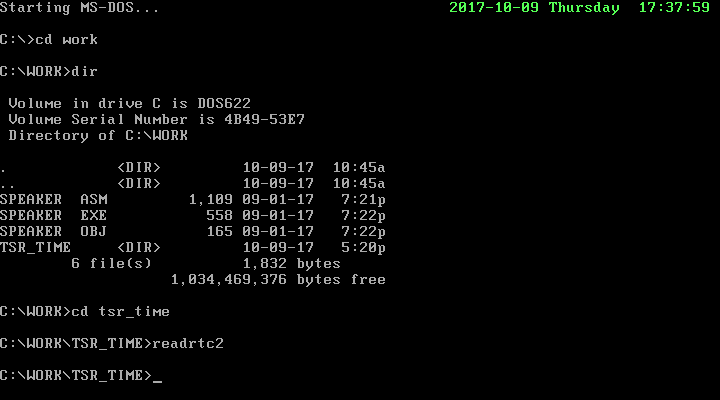 Starting MS-DOS... 2017-10-09 Thursday 17:37:59
C:\>cd work
C:\WORK>dir
Volume in drive C is DOS622
Volume Serial Number is 4B49-53E7
Directory of C:\WORK
. <DIR> 10-09-17 10:45a
.. <DIR> 10-09-17 10:45a
SPEAKER ASM 1,109 09-01-17 7:21p
SPEAKER EXE 558 09-01-17 7:22p
SPEAKER OBJ 165 09-01-17 7:22p
TSR_TIME <DIR> 10-09-17 5:20p
6 file(s) 1,832 bytes
1,034,469,376 bytes free
C:\WORK>cd tsr_time
C:\WORK\TSR_TIME>readrtc2
C:\WORK\TSR_TIME>_